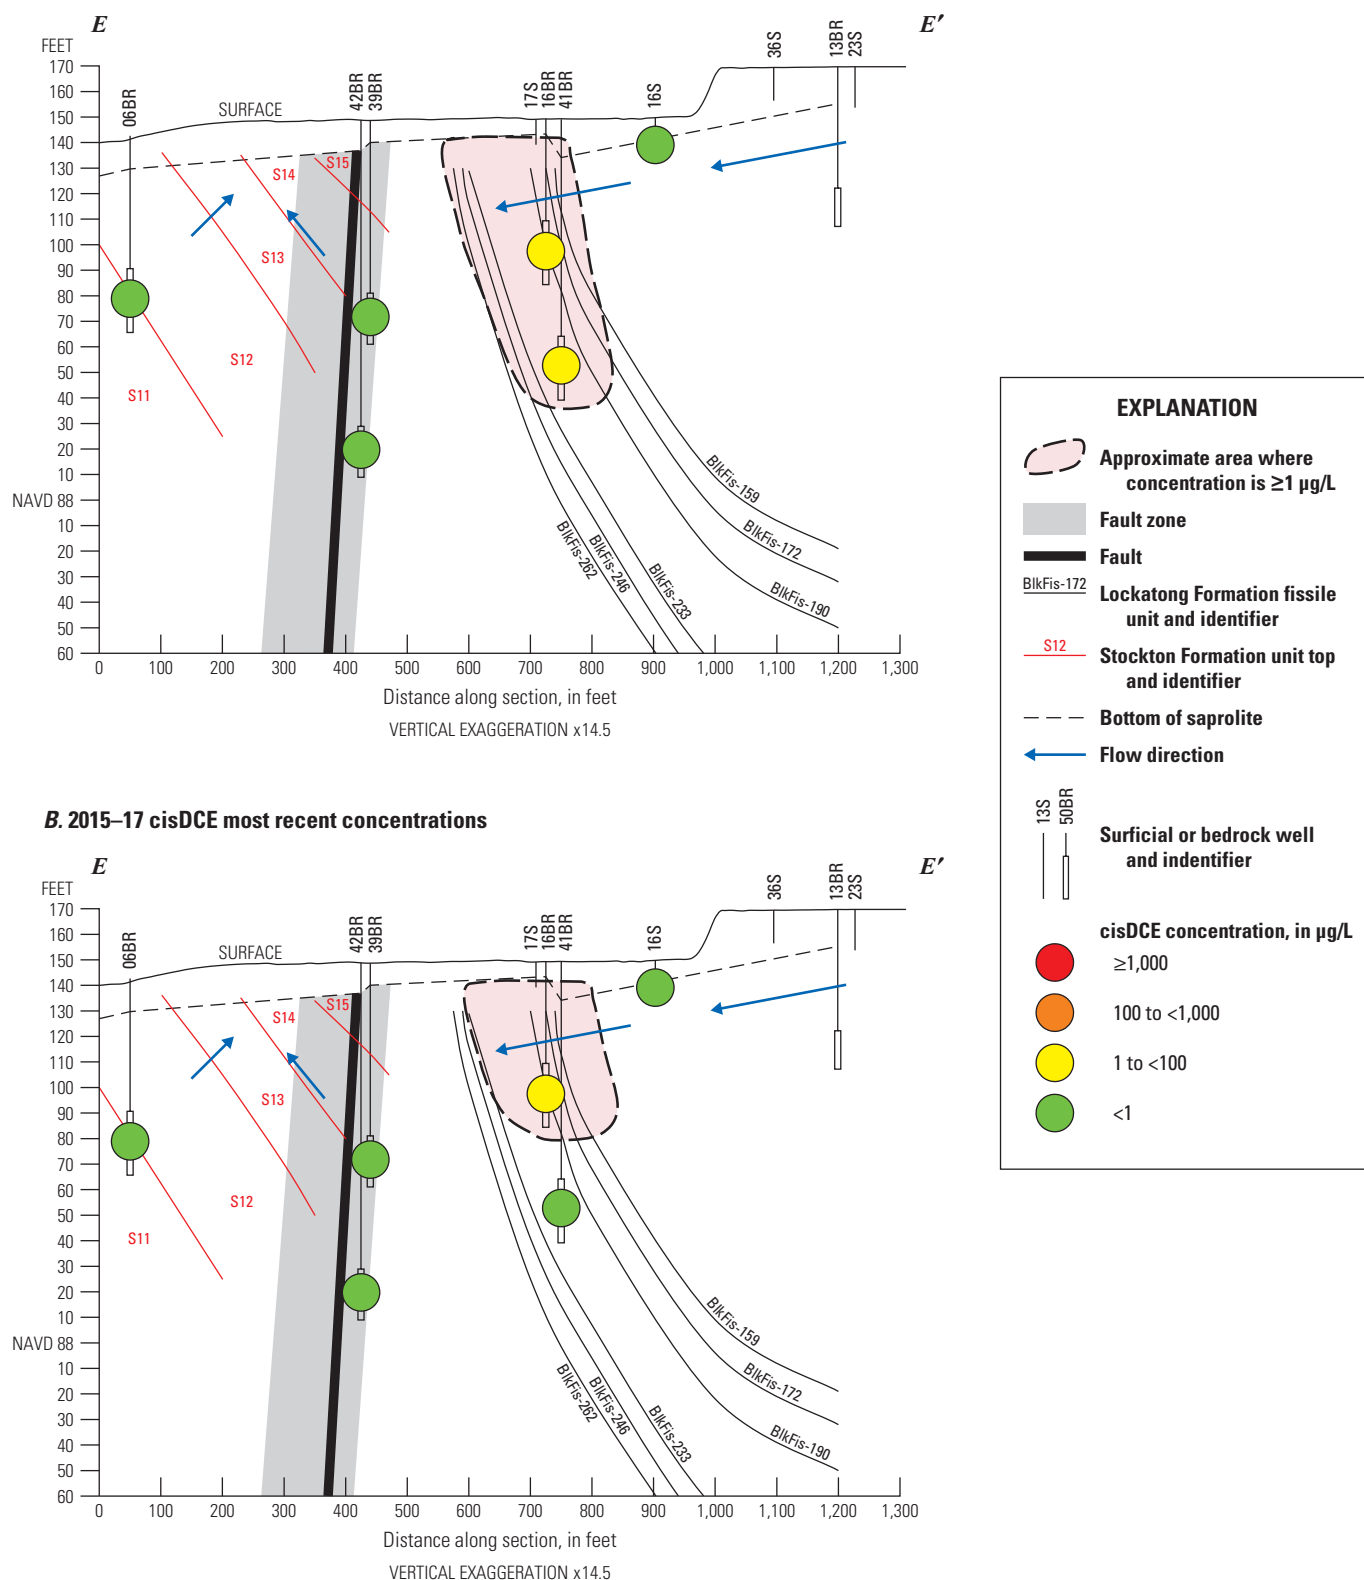 E
E′
FEET
170
160
150
140
130
120
110
100
90
80
70
60
50
40
30
20
10
NAVD 88
10
20
30
40
50
60
06BR
SURFACE
42BR
39BR
17S
16BR
41BR
16S
36S
13BR
23S
S11
S12
S13
S14
S15
BlkFis-159
BlkFis-172
BlkFis-190
BlkFis-233
BlkFis-246
BlkFis-262
0 100 200 300 400 500 600 700 800 900 1,000 1,100 1,200 1,300
Distance along section, in feet
VERTICAL EXAGGERATION x14.5
B. 2015–17 cisDCE most recent concentrations
E
E′
FEET
170
160
150
140
130
120
110
100
90
80
70
60
50
40
30
20
10
NAVD 88
10
20
30
40
50
60
06BR
SURFACE
42BR
39BR
17S
16BR
41BR
16S
36S
13BR
23S
S11
S12
S13
S14
S15
BlkFis-159
BlkFis-172
BlkFis-190
BlkFis-233
BlkFis-246
BlkFis-262
0 100 200 300 400 500 600 700 800 900 1,000 1,100 1,200 1,300
Distance along section, in feet
VERTICAL EXAGGERATION x14.5
EXPLANATION
Approximate area where
concentration is ≥1 µg/L
Fault zone
Fault
BlkFis-172
Lockatong Formation fissile
unit and identifier
S12
Stockton Formation unit top
and identifier
Bottom of saprolite
Flow direction
13S
50BR
Surficial or bedrock well
and indentifier
cisDCE concentration, in µg/L
≥1,000
100 to <1,000
1 to <100
<1